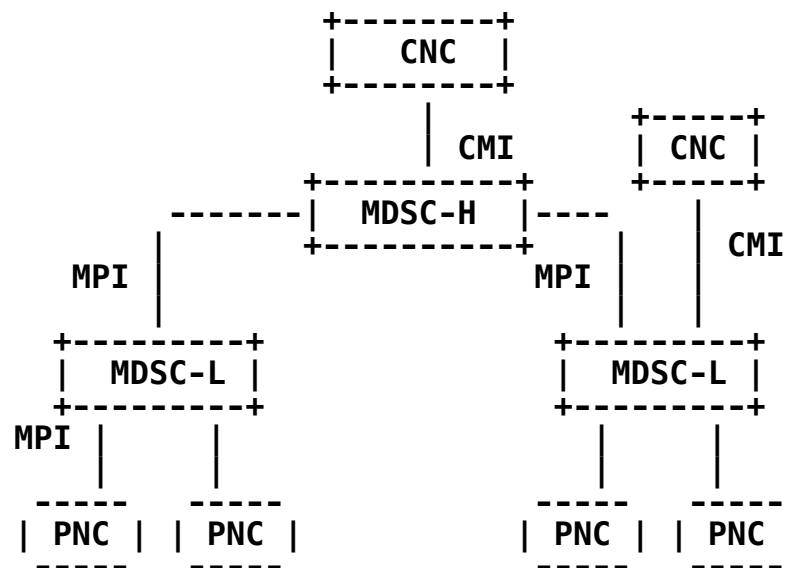 CNC
CMI CNC
MDSC-H
CMI
MPI MPI
MDSC-L MDSC-L
MPI
PNC PNC PNC PNC